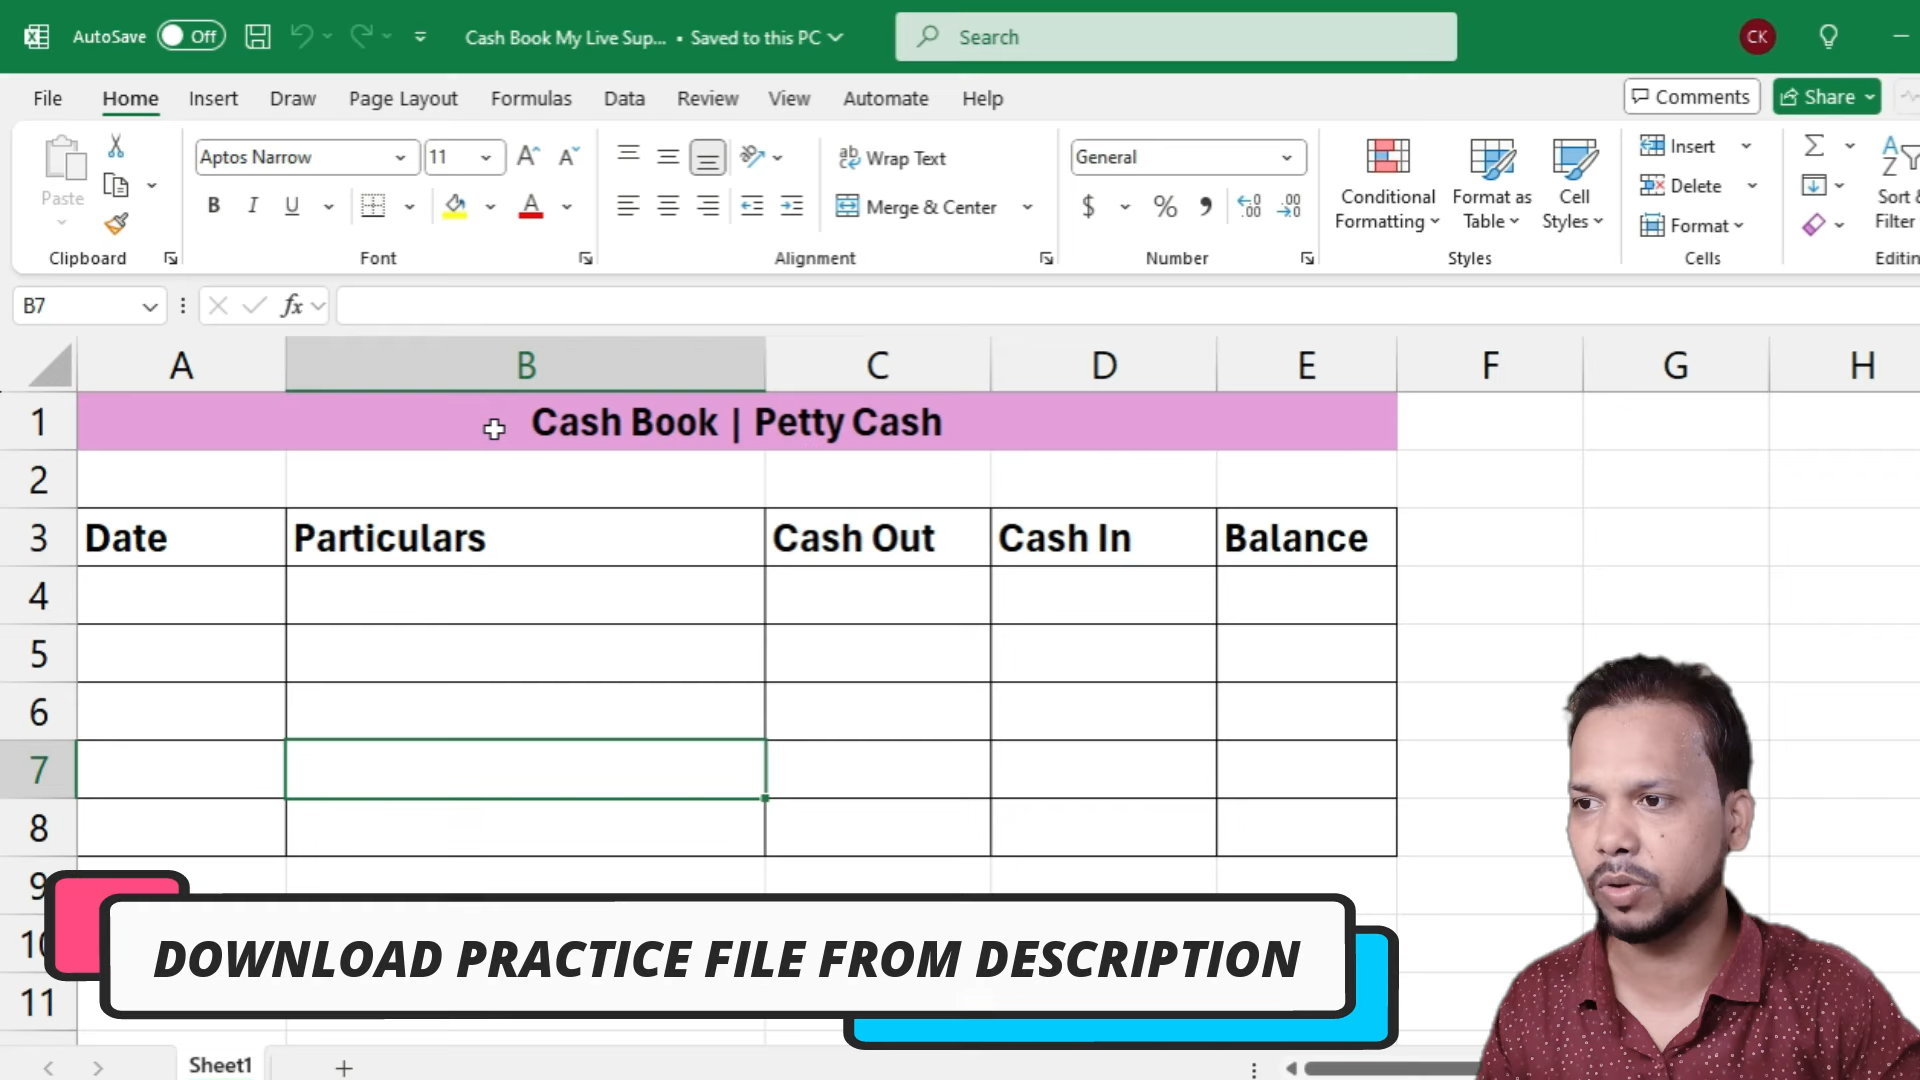 AutoSave Off Cash Book My Live Sup... • Saved to this PC Search CK
File Home Insert Draw Page Layout Formulas Data Review View Automate Help Comments Share
Paste
Aptos Narrow 11 A A
B I U A
ab Wrap Text
Merge & Center
General
$ % 9 .00 .00
Conditional Formatting
Format as Table
Cell Styles
Insert
Delete
Format
Sort &
Filter
Clipboard Font Alignment Number Styles Cells
B7 fx
A B C D E F G H
1 Cash Book | Petty Cash
2
3 Date Particulars Cash Out Cash In Balance
4
5
6
7
8
9
10
DOWNLOAD PRACTICE FILE FROM DESCRIPTION
11
Sheet1 +